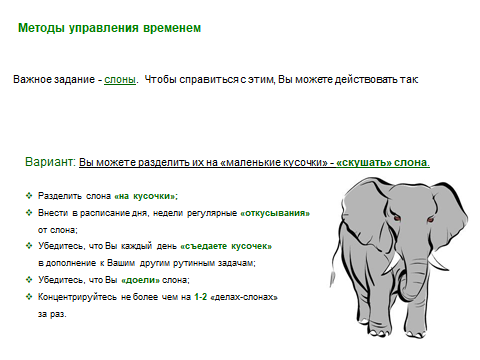 Методы управления временем
Важное задание - слоны. Чтобы справиться с этим, Вы можете действовать так:
Вариант: Вы можете разделить их на «маленькие кусочки» - «скушать» слона.
Разделить слона «на кусочки»;
Внести в расписание дня, недели регулярные «откусывания»
от слона;
Убедитесь, что Вы каждый день «съедаете кусочек»
в дополнение к Вашим другим рутинным задачам;
Убедитесь, что Вы «доели» слона;
Концентрируйтесь не более чем на 1-2 «делах-слонах»
за раз.